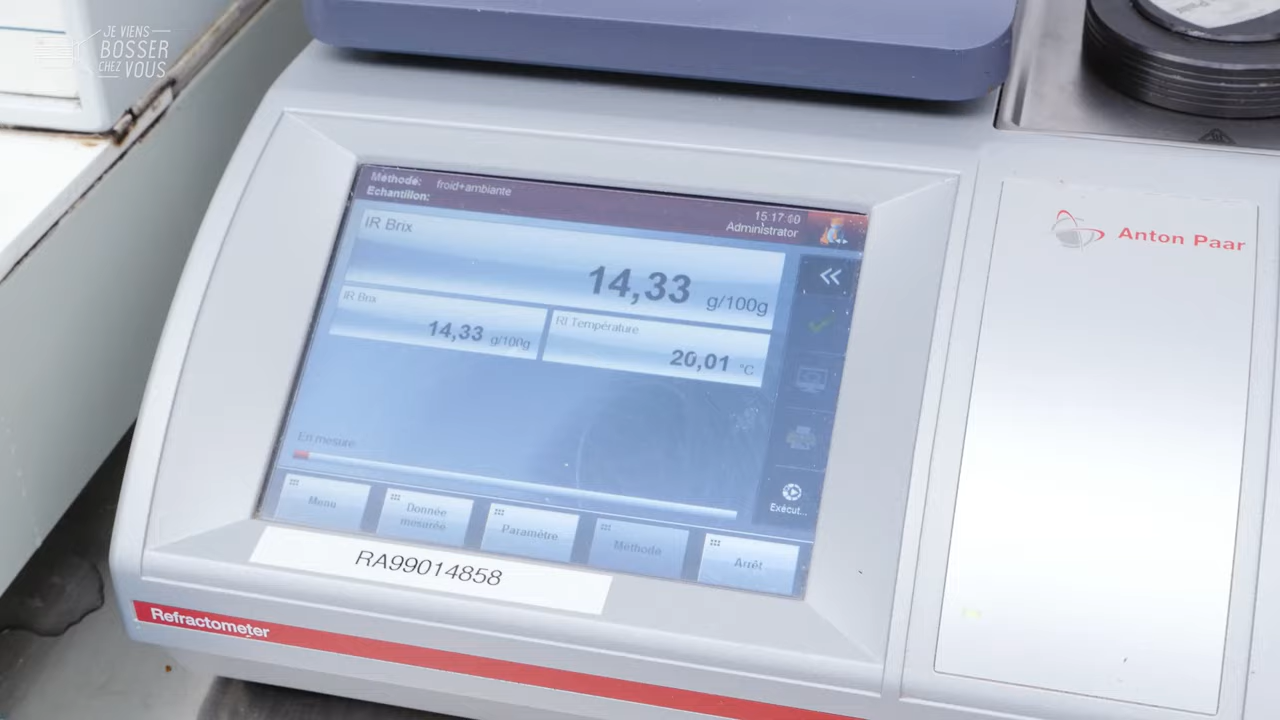 JE VIENS
BOSSER
CHEZ VOUS
Méthode: froid+ambiante
Echantillon:
15:17:00
Administrator
IR Brix
14,33 g/100g
IR Brix
14,33 g/100g
RI Température
20,01 °C
En mesure
Exécut...
Menu
Donnée
mesurée
Paramètre
Méthode
Arrêt
RA99014858
Refractometer
Anton Paar